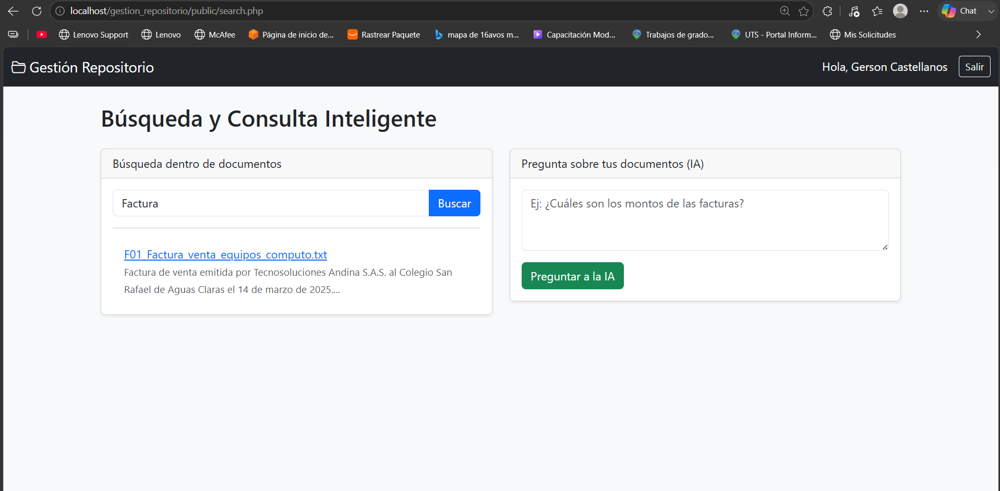 localhost/gestion_repositorio/public/search.php
Chat
Lenovo Support
Lenovo
McAfee
Página de inicio de...
Rastrear Paquete
mapa de 16avos m...
Capacitación Mod...
Trabajos de grado...
UTS - Portal Inform...
Mis Solicitudes
Gestión Repositorio
Hola, Gerson Castellanos
Salir
Búsqueda y Consulta Inteligente
Búsqueda dentro de documentos
Factura
Buscar
F01_Factura_venta_equipos_computo.txt
Factura de venta emitida por Tecnosoluciones Andina S.A.S. al Colegio San
Rafael de Aguas Claras el 14 de marzo de 2025....
Pregunta sobre tus documentos (IA)
Ej: ¿Cuáles son los montos de las facturas?
Preguntar a la IA